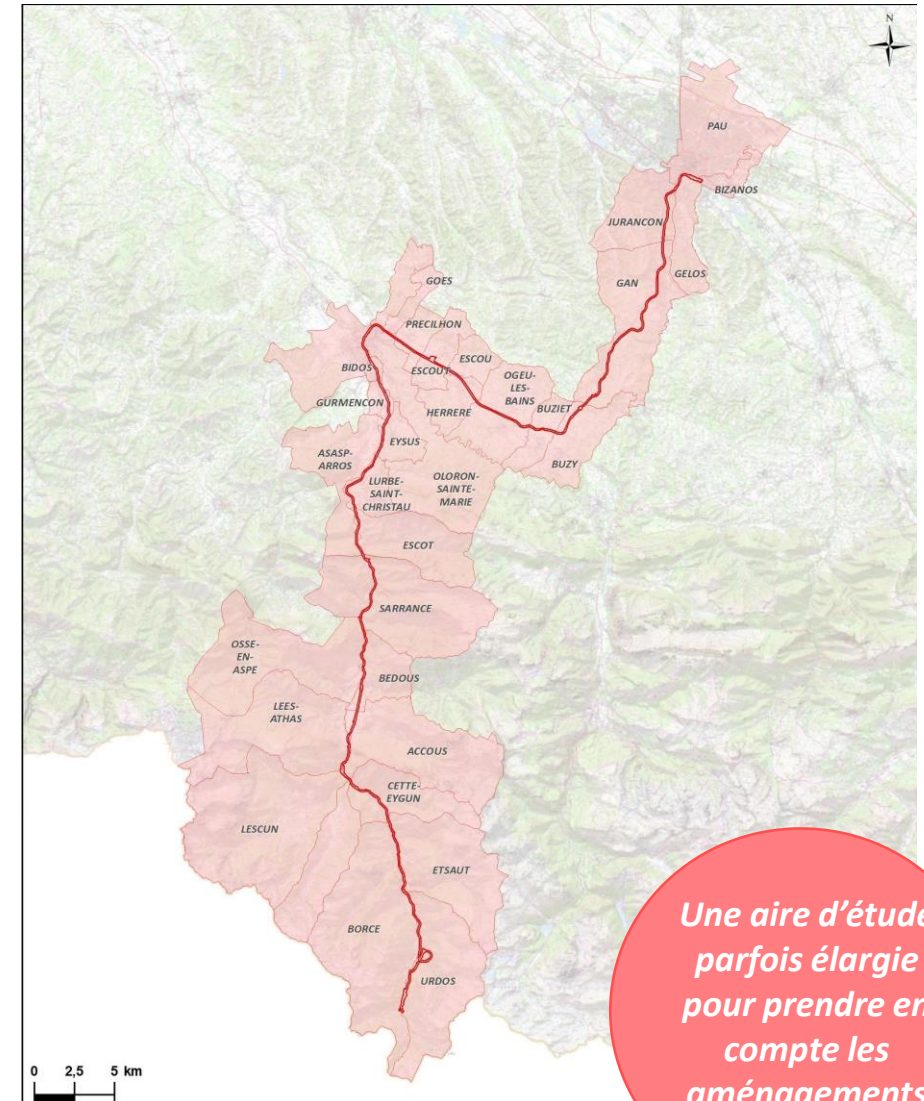 N
PAU
BIZANOS
JURANCON
GELOS
GAN
GOES
PRECILHON
ESCOU
ESCOUT
BIDOS
OGEU-
LES-
BAINS
BUZIET
GURMENCON
HERRERE
EYSUS
BUZY
ASASP-
ARROS
LURBE-
SAINT-
CHRISTAU
OLORON-
SAINTE-
MARIE
ESCOT
SARRANCE
OSSE-
EN-
ASPE
BEDOUS
LEES-
ATHAS
ACCOUS
CETTE-
EYGUN
LESCUN
ETSAUT
BORCE
URDOS
Une aire d'étude
parfois élargie
pour prendre en
compte les
aménagements
0 2,5 5 km